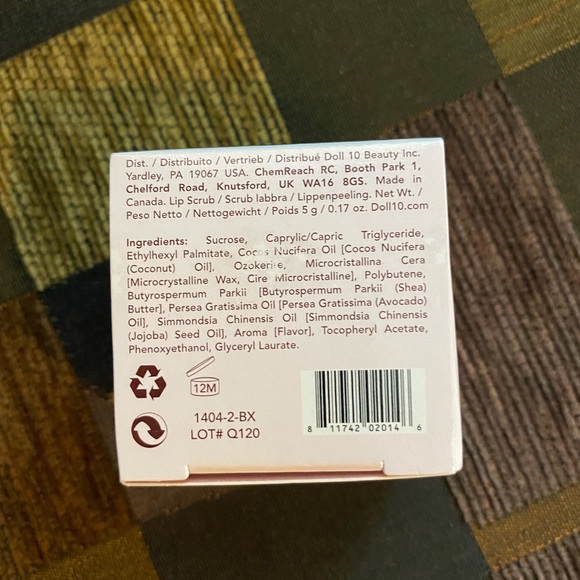 Dist. / Distribuito / Vertrieb / Distribué Doll 10 Beauty Inc.
Yardley, PA 19067 USA. ChemReach RC, Booth Park 1,
Chelford Road, Knutsford, UK WA16 8GS. Made in
Canada. Lip Scrub / Scrub labbra / Lippenpeeling. Net Wt. /
Peso Netto / Nettogewicht / Poids 5 g / 0.17 oz. Doll10.com
Ingredients: Sucrose, Caprylic/Capric Triglyceride,
Ethylhexyl Palmitate, Cocos Nucifera Oil [Cocos Nucifera
(Coconut) Oil], Ozokerite, Microcristallina Cera
[Microcrystalline Wax, Cire Microcristalline], Polybutene,
Butyrospermum Parkii [Butyrospermum Parkii (Shea)
Butter], Persea Gratissima Oil [Persea Gratissima (Avocado)
Oil], Simmondsia Chinensis Oil [Simmondsia Chinensis
(Jojoba) Seed Oil], Aroma [Flavor], Tocopheryl Acetate,
Phenoxyethanol, Glyceryl Laurate.
12M
1404-2-BX
LOT# Q120
8 11742 02014 6